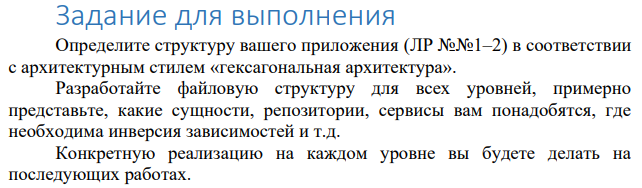 Задание для выполнения
Определите структуру вашего приложения (ЛР №№1–2) в соответствии
с архитектурным стилем «гексагональная архитектура».
Разработайте файловую структуру для всех уровней, примерно
представьте, какие сущности, репозитории, сервисы вам понадобятся, где
необходима инверсия зависимостей и т.д.
Конкретную реализацию на каждом уровне вы будете делать на
последующих работах.